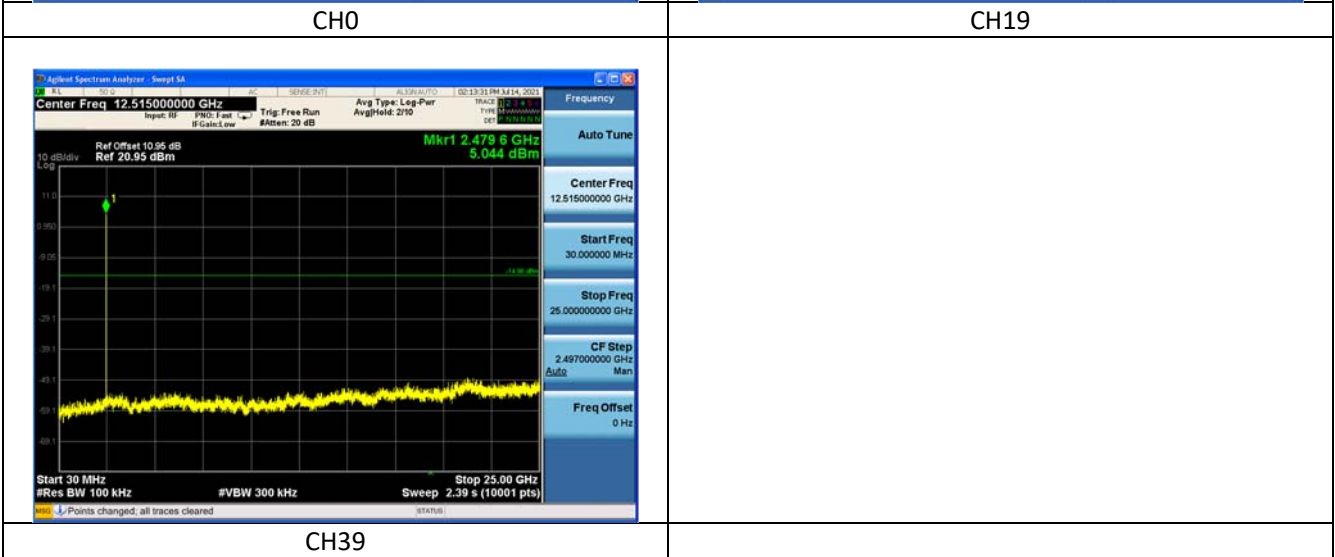 CH0
CH19
Agilent Spectrum Analyzer - Swept SA
RL 50 Ω AC SENSE:INT ALIGN AUTO 02:13:31 PM Jul 14, 2021
Center Freq 12.515000000 GHz
Input: RF PNO: Fast
IFGain:Low
Trig: Free Run
#Atten: 20 dB
Avg Type: Log-Pwr
Avg|Hold: 2/10
TRACE 1 2 3 4 5 6
TYPE
DET P N N N N N
Frequency
Mkr1 2.479 6 GHz
5.044 dBm
Ref Offset 10.95 dB
10 dB/div Ref 20.95 dBm
Log
11.0
1
0.950
-9.05
-19.1
-29.1
-39.1
-49.1
-59.1
-69.1
Auto Tune
Center Freq
12.515000000 GHz
Start Freq
30.000000 MHz
Stop Freq
25.000000000 GHz
CF Step
2.497000000 GHz
Auto Man
Freq Offset
0 Hz
Start 30 MHz Stop 25.00 GHz
#Res BW 100 kHz #VBW 300 kHz Sweep 2.39 s (10001 pts)
MSG Points changed; all traces cleared STATUS
CH39